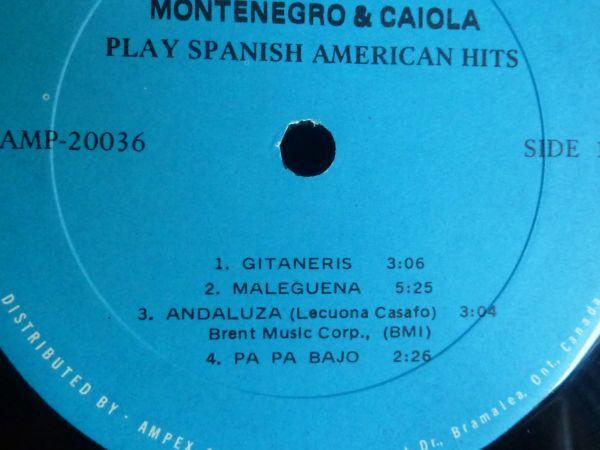 MONTENEGRO & CAIOLA
PLAY SPANISH AMERICAN HITS
AMP-20036
SIDE 1
1. GITANERIS 3:06
2. MALEGUENA 5:25
3. ANDALUZA (Lecuona Casafo) 3:04
Brent Music Corp., (BMI)
4. PA PA BAJO 2:26
DISTRIBUTED BY - AMPEX
Dr., Bramalea, Ont., Canada